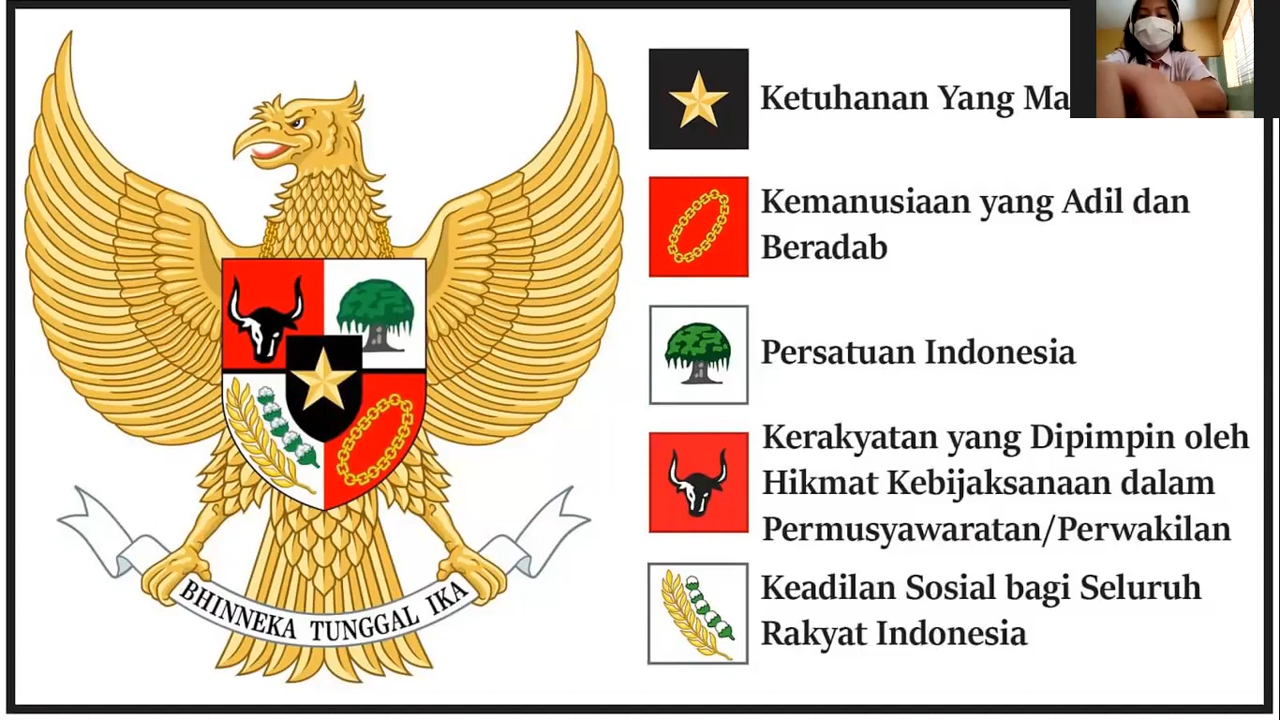 Ketuhanan Yang
Kemanusiaan yang Adil dan
Beradab
Persatuan Indonesia
Kerakyatan yang Dipimpin oleh
Hikmat Kebijaksanaan dalam
Permusyawaratan/Perwakilan
Keadilan Sosial bagi Seluruh
Rakyat Indonesia
BHINNEKA TUNGGAL IKA